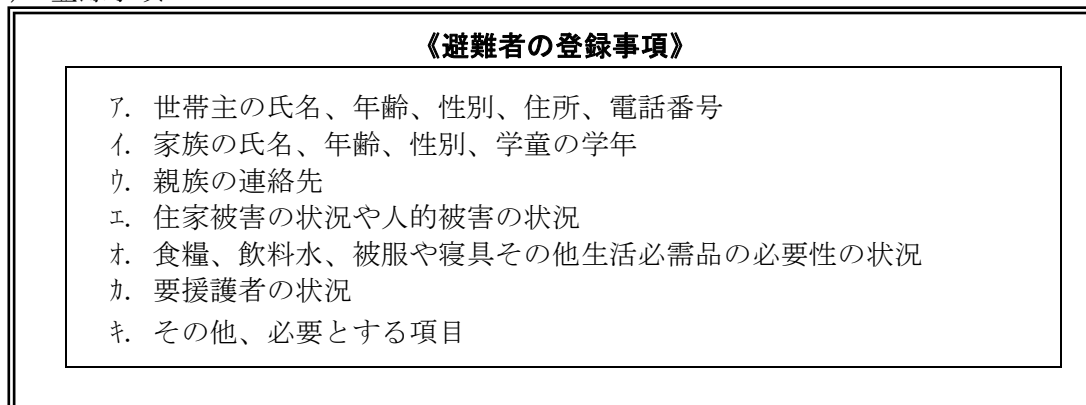 《避難者の登録事項》
ｱ. 世帯主の氏名、年齢、性別、住所、電話番号
ｲ. 家族の氏名、年齢、性別、学童の学年
ｳ. 親族の連絡先
ｴ. 住家被害の状況や人的被害の状況
ｵ. 食糧、飲料水、被服や寝具その他生活必需品の必要性の状況
ｶ. 要援護者の状況
ｷ. その他、必要とする項目